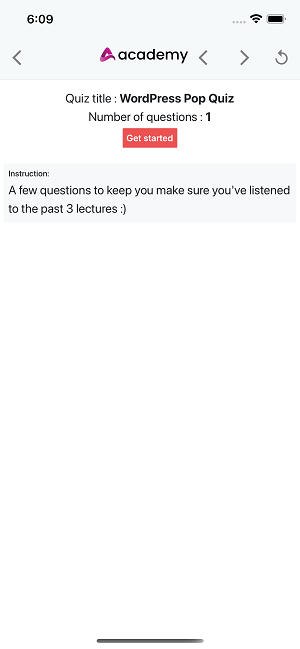 6:09
academy
Quiz title : WordPress Pop Quiz
Number of questions : 1
Get started
Instruction:
A few questions to keep you make sure you've listened
to the past 3 lectures :)